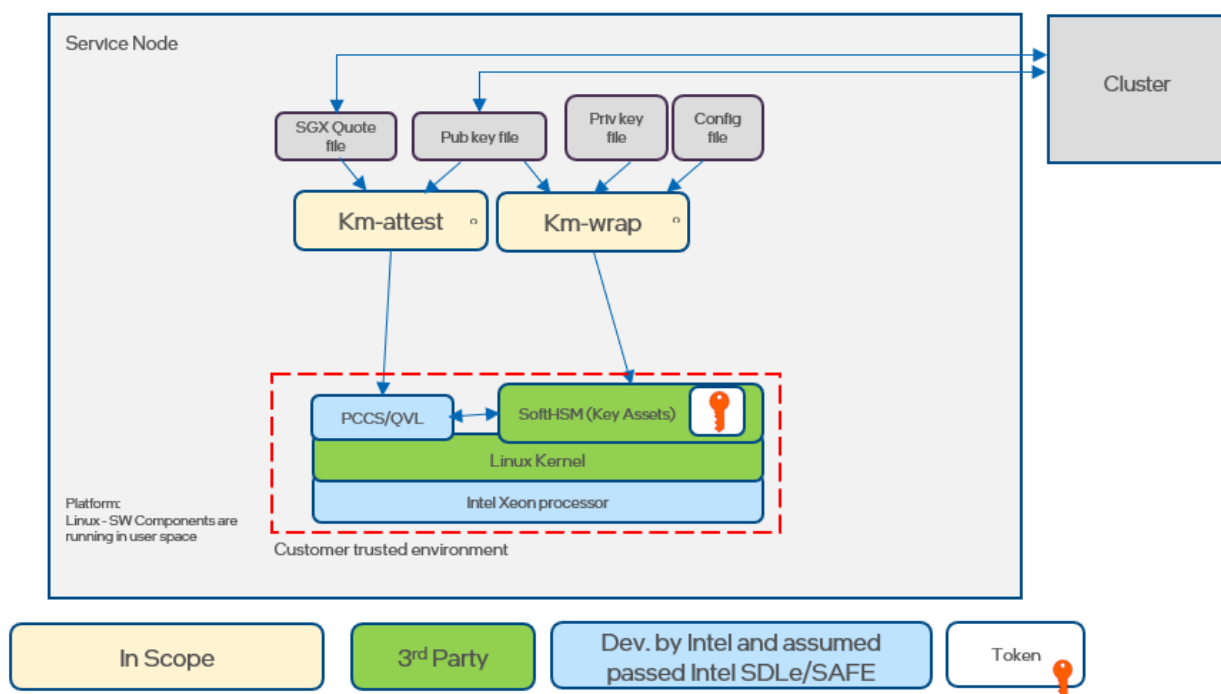 Service Node
Cluster
SGX Quote
file
Pub key file
Priv key
file
Config
file
Km-attest
Km-wrap
PCCS/QVL
SoftHSM (Key Assets)
Linux Kernel
Intel Xeon processor
Platform:
Linux - SW Components are
running in user space
Customer trusted environment
In Scope
3rd Party
Dev. by Intel and assumed
passed Intel SDLe/SAFE
Token